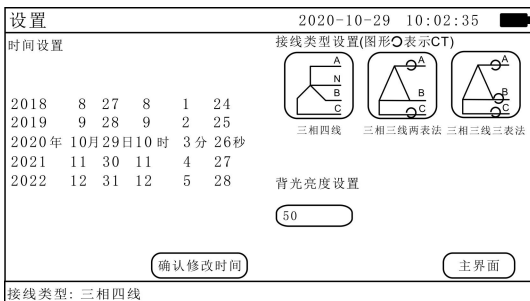 设置 2020-10-29 10:02:35
时间设置
接线类型设置(图形表示CT)
A
N
B
C
A
B
C
A
B
C
三相四线 三相三线两表法 三相三线三表法
2018 8 27 8 1 24
2019 9 28 9 2 25
2020年 10月29日10时 3分 26秒
2021 11 30 11 4 27
2022 12 31 12 5 28
背光亮度设置
50
确认修改时间
主界面
接线类型: 三相四线